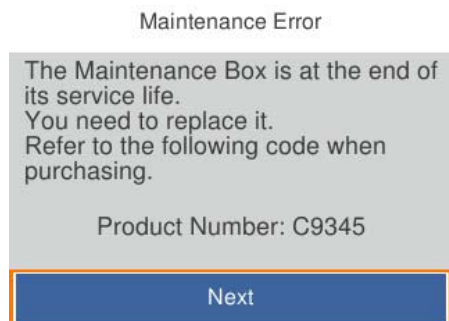 Maintenance Error
The Maintenance Box is at the end of
its service life.
You need to replace it.
Refer to the following code when
purchasing.
Product Number: C9345
Next